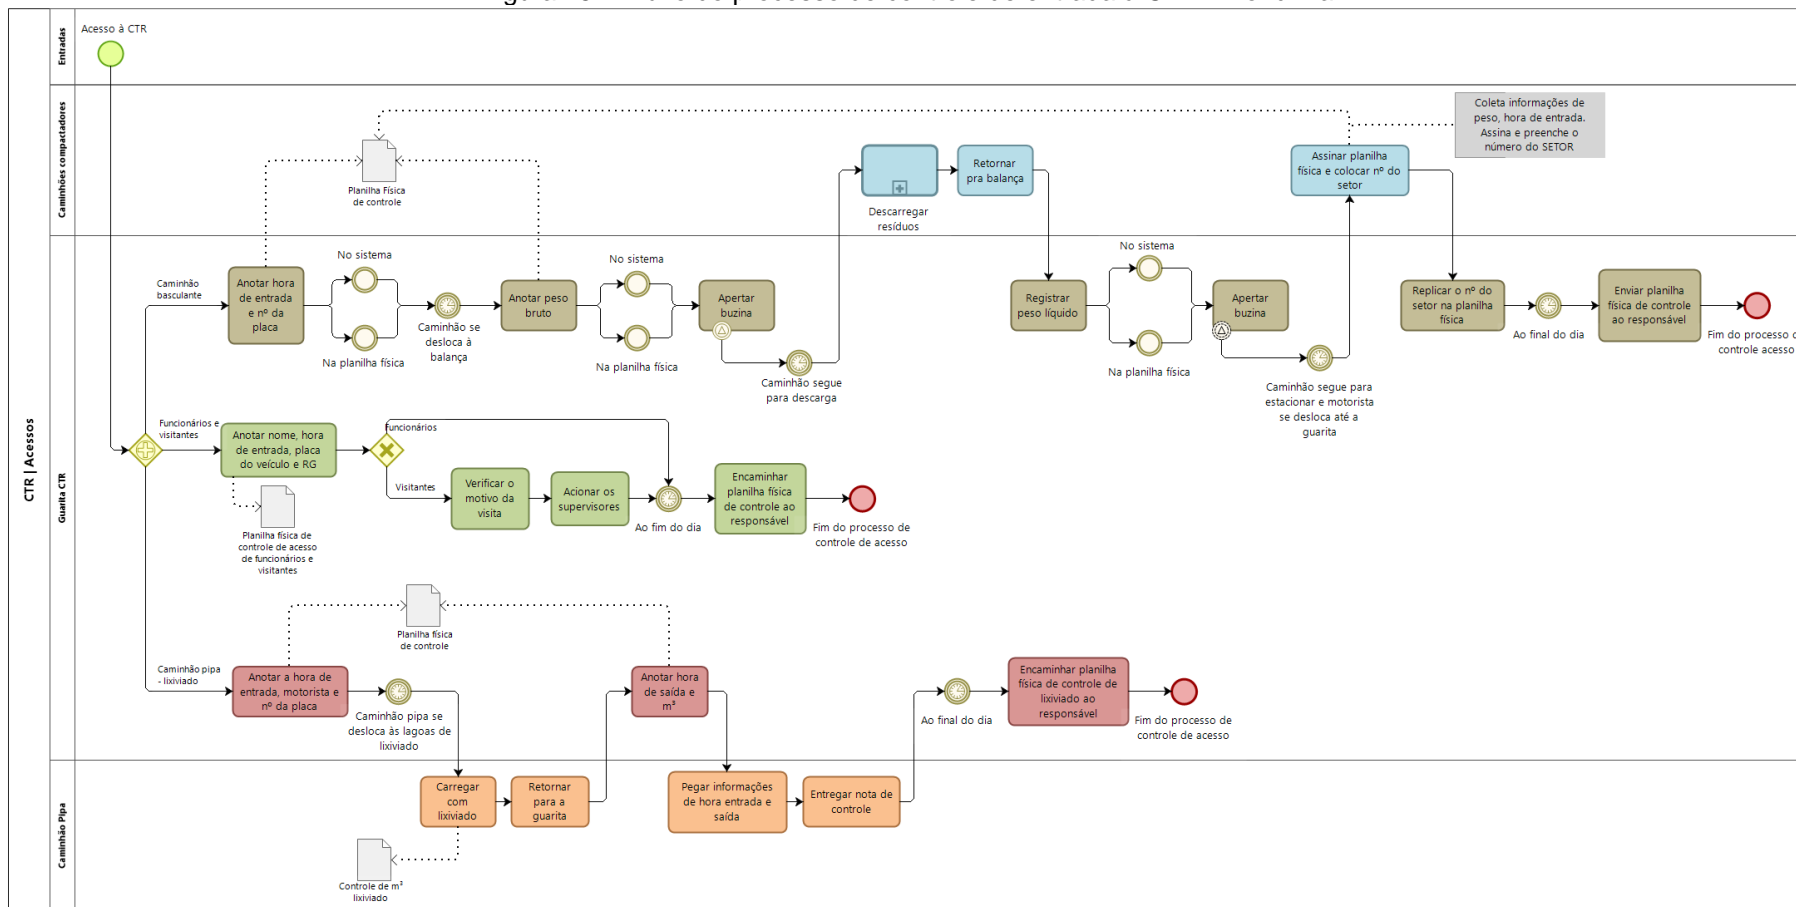 Acesso à CTR
CTR | Acessos
Entradas
Caminhões compactadores
Guarita CTR
Caminhão Pipa
Planilha Física
de controle
Descarregar
resíduos
Retornar
pra balança
Assinar planilha
física e colocar nº do
setor
Coleta informações de
peso, hora de entrada.
Assina e preenche o
número do SETOR
Caminhão
basculante
Anotar hora
de entrada
e nº da
placa
No sistema
Na planilha física
Caminhão se
desloca à
balança
Anotar peso
bruto
No sistema
Na planilha física
Apertar
buzina
Caminhão segue
para descarga
Registrar
peso líquido
No sistema
Na planilha física
Apertar
buzina
Caminhão segue para
estacionar e motorista
se desloca até a
guarita
Replicar o nº do
setor na planilha
física
Ao final do dia
Enviar planilha
física de controle
ao responsável
Fim do processo
controle acesso
Funcionários e
visitantes
Anotar nome, hora
de entrada, placa
do veículo e RG
Planilha física de
controle de acesso
de funcionários e
visitantes
Funcionários
Visitantes
Verificar o
motivo da
visita
Acionar os
supervisores
Ao fim do dia
Encaminhar
planilha física
de controle ao
responsável
Fim do processo de
controle de acesso
Planilha física
de controle
Caminhão pipa
- lixiviado
Anotar a hora de
entrada, motorista e
nº da placa
Caminhão pipa se
desloca às lagoas de
lixiviado
Anotar hora
de saída e
m³
Ao final do dia
Encaminhar planilha
física de controle de
lixiviado ao
responsável
Fim do processo de
controle de acesso
Carregar
com
lixiviado
Retornar
para a
guarita
Pegar informações
de hora entrada e
saída
Entregar nota de
controle
Controle de m³
lixiviado